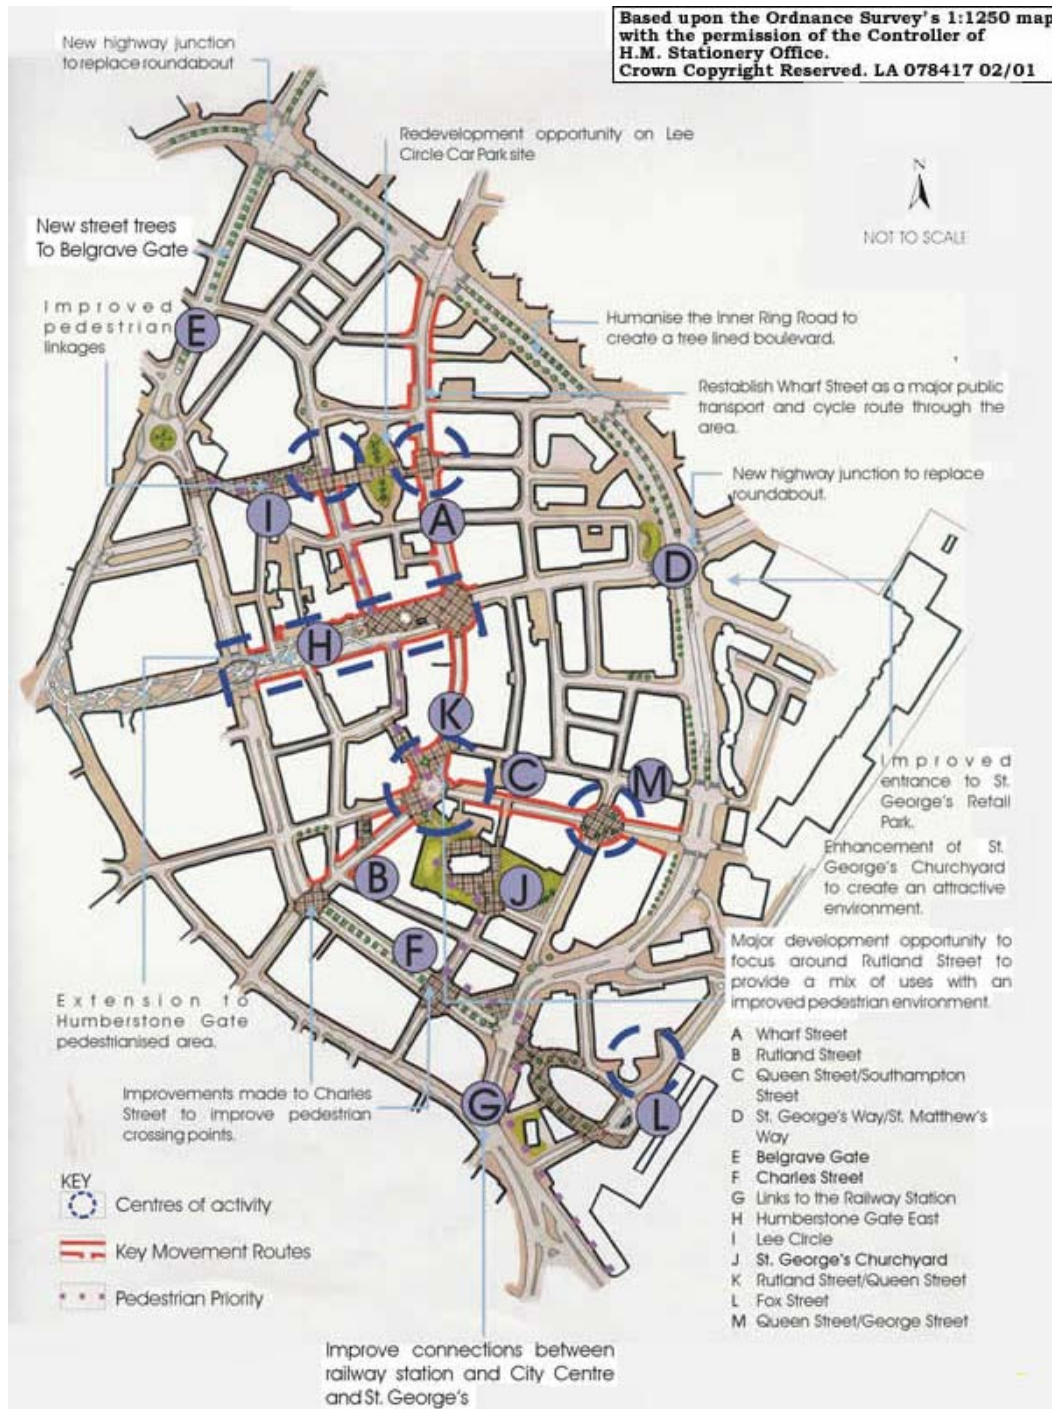 Based upon the Ordnance Survey's 1:1250 map
with the permission of the Controller of
H.M. Stationery Office.
Crown Copyright Reserved. LA 078417 02/01
New highway junction
to replace roundabout
Redevelopment opportunity on Lee
Circle Car Park site
N
NOT TO SCALE
New street trees
To Belgrave Gate
Improved
pedestrian
linkages
E
Humanise the Inner Ring Road to
create a tree lined boulevard.
Restablish Wharf Street as a major public
transport and cycle route through the
area.
New highway junction to replace
roundabout.
I
A
D
H
K
C
M
Improved
entrance to St.
George's Retail
Park.
B
J
Enhancement of St.
George's Churchyard
to create an attractive
environment.
F
Major development opportunity to
focus around Rutland Street to
provide a mix of uses with an
improved pedestrian environment.
Extension to
Humberstone Gate
pedestrianised area.
Improvements made to Charles
Street to improve pedestrian
crossing points.
G
L
A Wharf Street
B Rutland Street
C Queen Street/Southampton
Street
D St. George's Way/St. Matthew's
Way
E Belgrave Gate
F Charles Street
G Links to the Railway Station
H Humberstone Gate East
I Lee Circle
J St. George's Churchyard
K Rutland Street/Queen Street
L Fox Street
M Queen Street/George Street
KEY
Centres of activity
Key Movement Routes
Pedestrian Priority
Improve connections between
railway station and City Centre
and St. George's